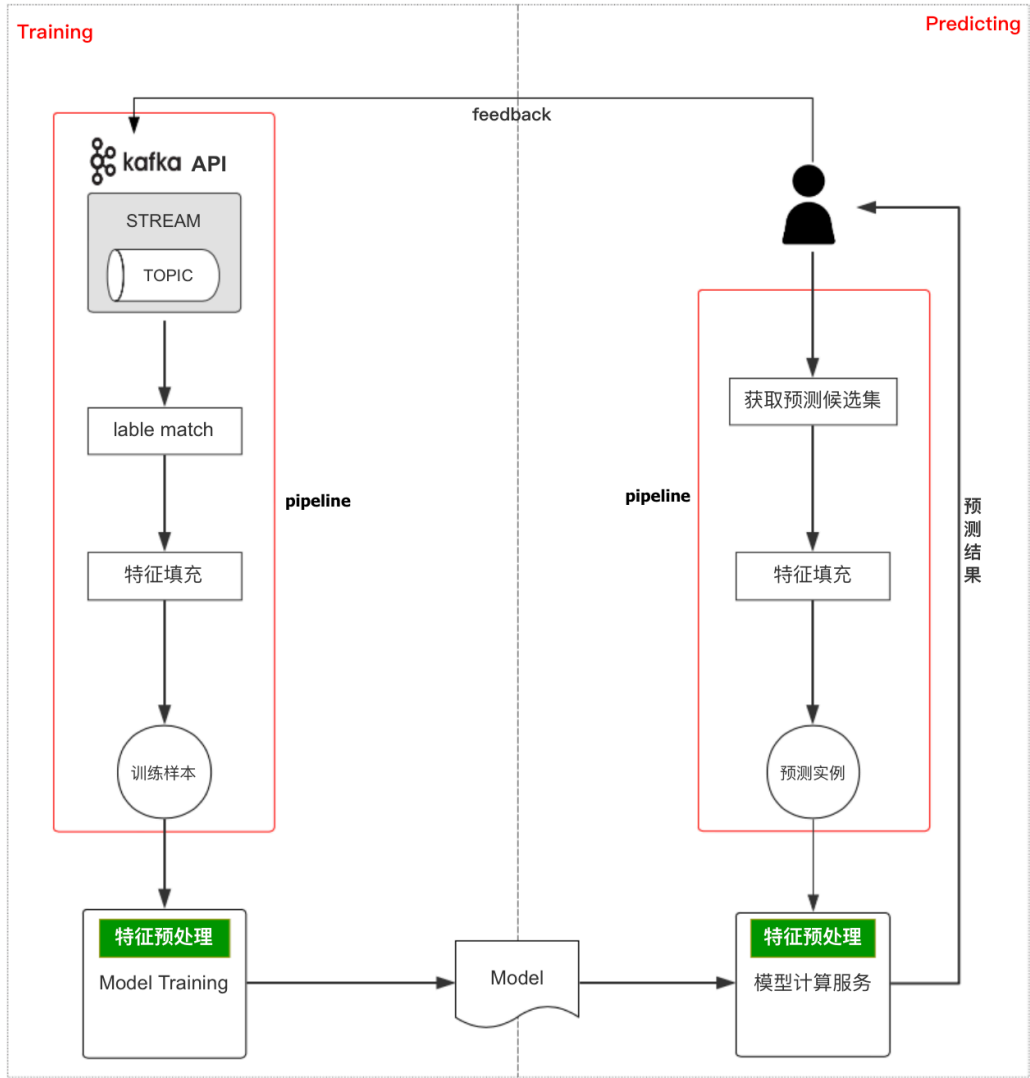 Training
Predicting
feedback
kafka API
STREAM
TOPIC
lable match
特征填充
训练样本
pipeline
特征预处理
Model Training
Model
pipeline
获取预测候选集
特征填充
预测实例
特征预处理
模型计算服务
预测结果